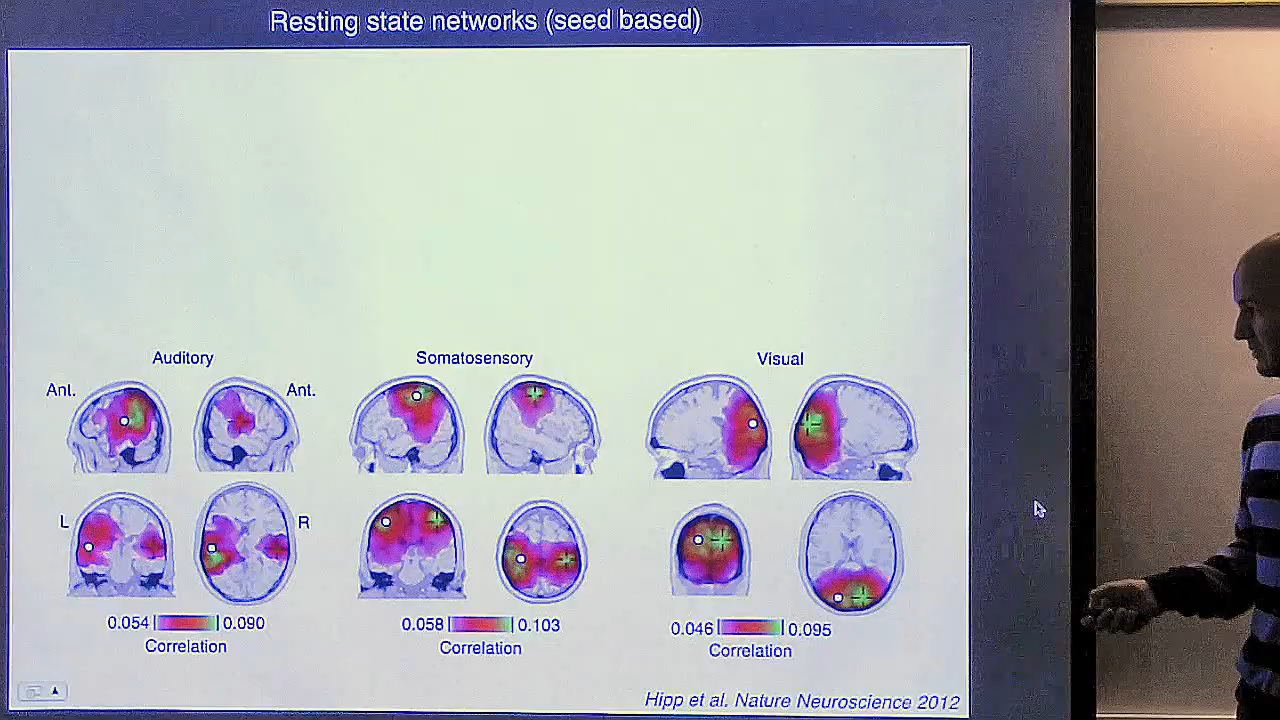 Resting state networks (seed based)
Auditory
Somatosensory
Visual
Ant.
Ant.
L
R
0.054
0.090
0.058
0.103
0.046
0.095
Correlation
Correlation
Correlation
Hipp et al. Nature Neuroscience 2012